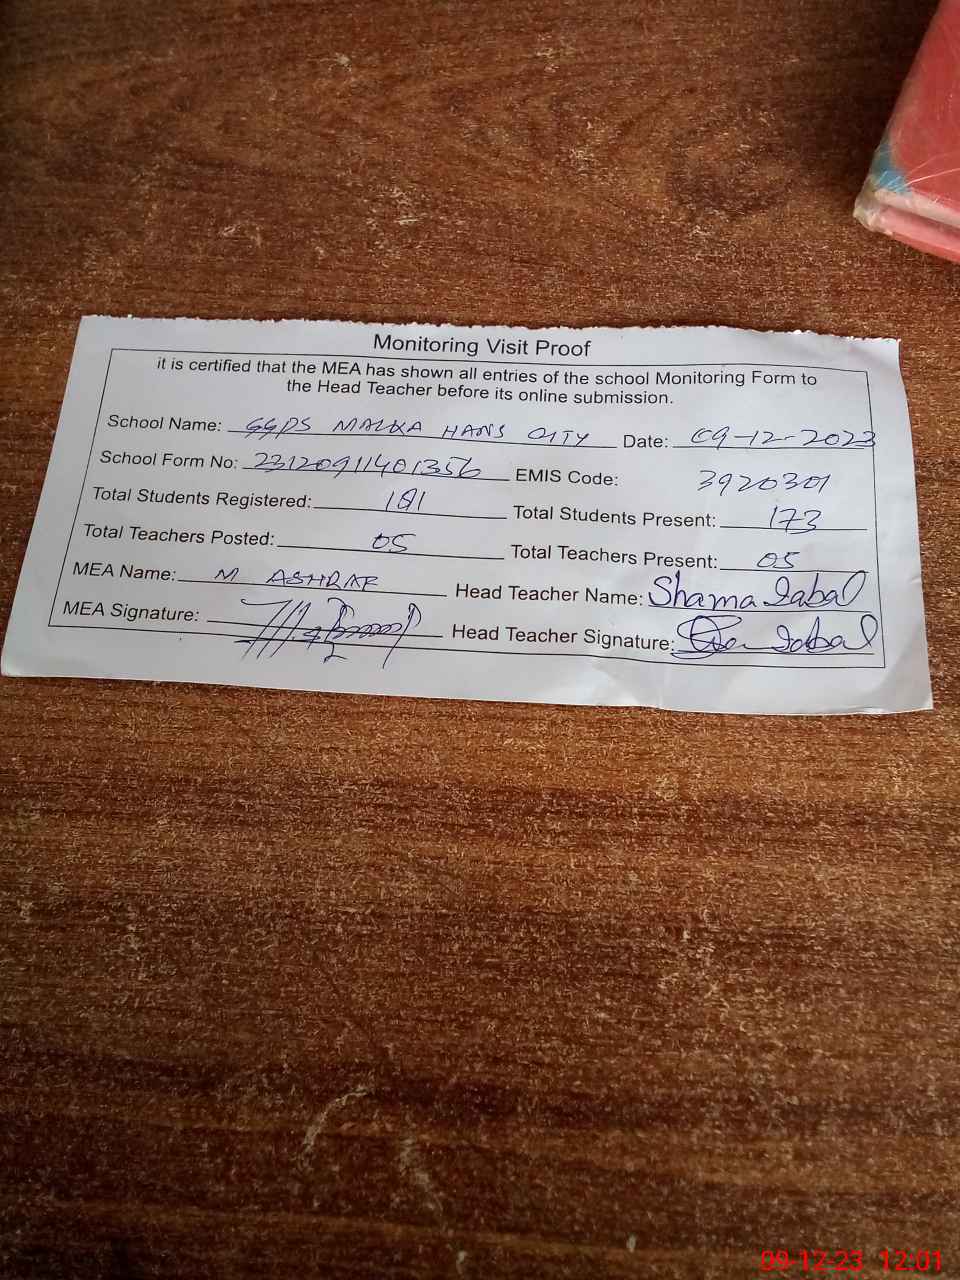 Monitoring Visit Proof
it is certified that the MEA has shown all entries of the school Monitoring Form to
the Head Teacher before its online submission.
School Name: GGPS MALKA HANS CITY Date: 09-12-2023
School Form No: 23120911401356 EMIS Code: 3920301
Total Students Registered: 181 Total Students Present: 173
Total Teachers Posted: 05 Total Teachers Present: 05
MEA Name: M ASHRAF Head Teacher Name: Shama Iqbal
MEA Signature: Head Teacher Signature: Iqbal
09-12-23 12:01